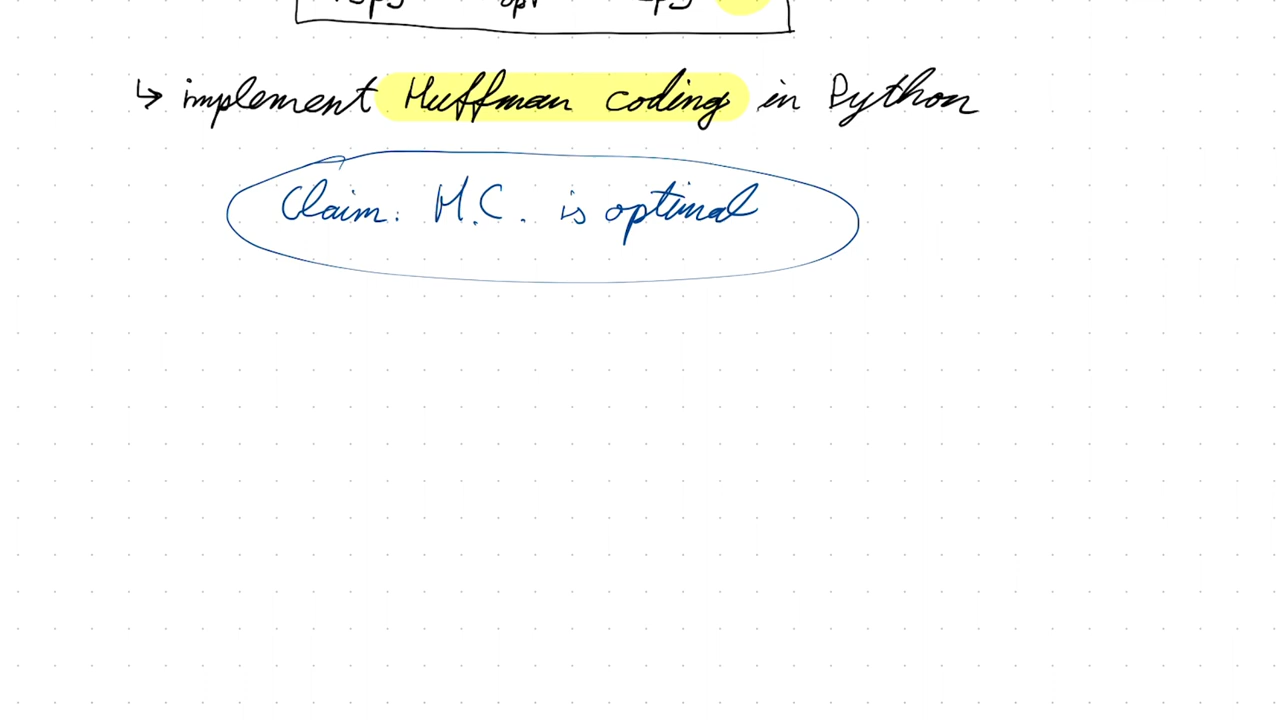 ↳ implement Huffman coding in Python
Claim: H.C. is optimal